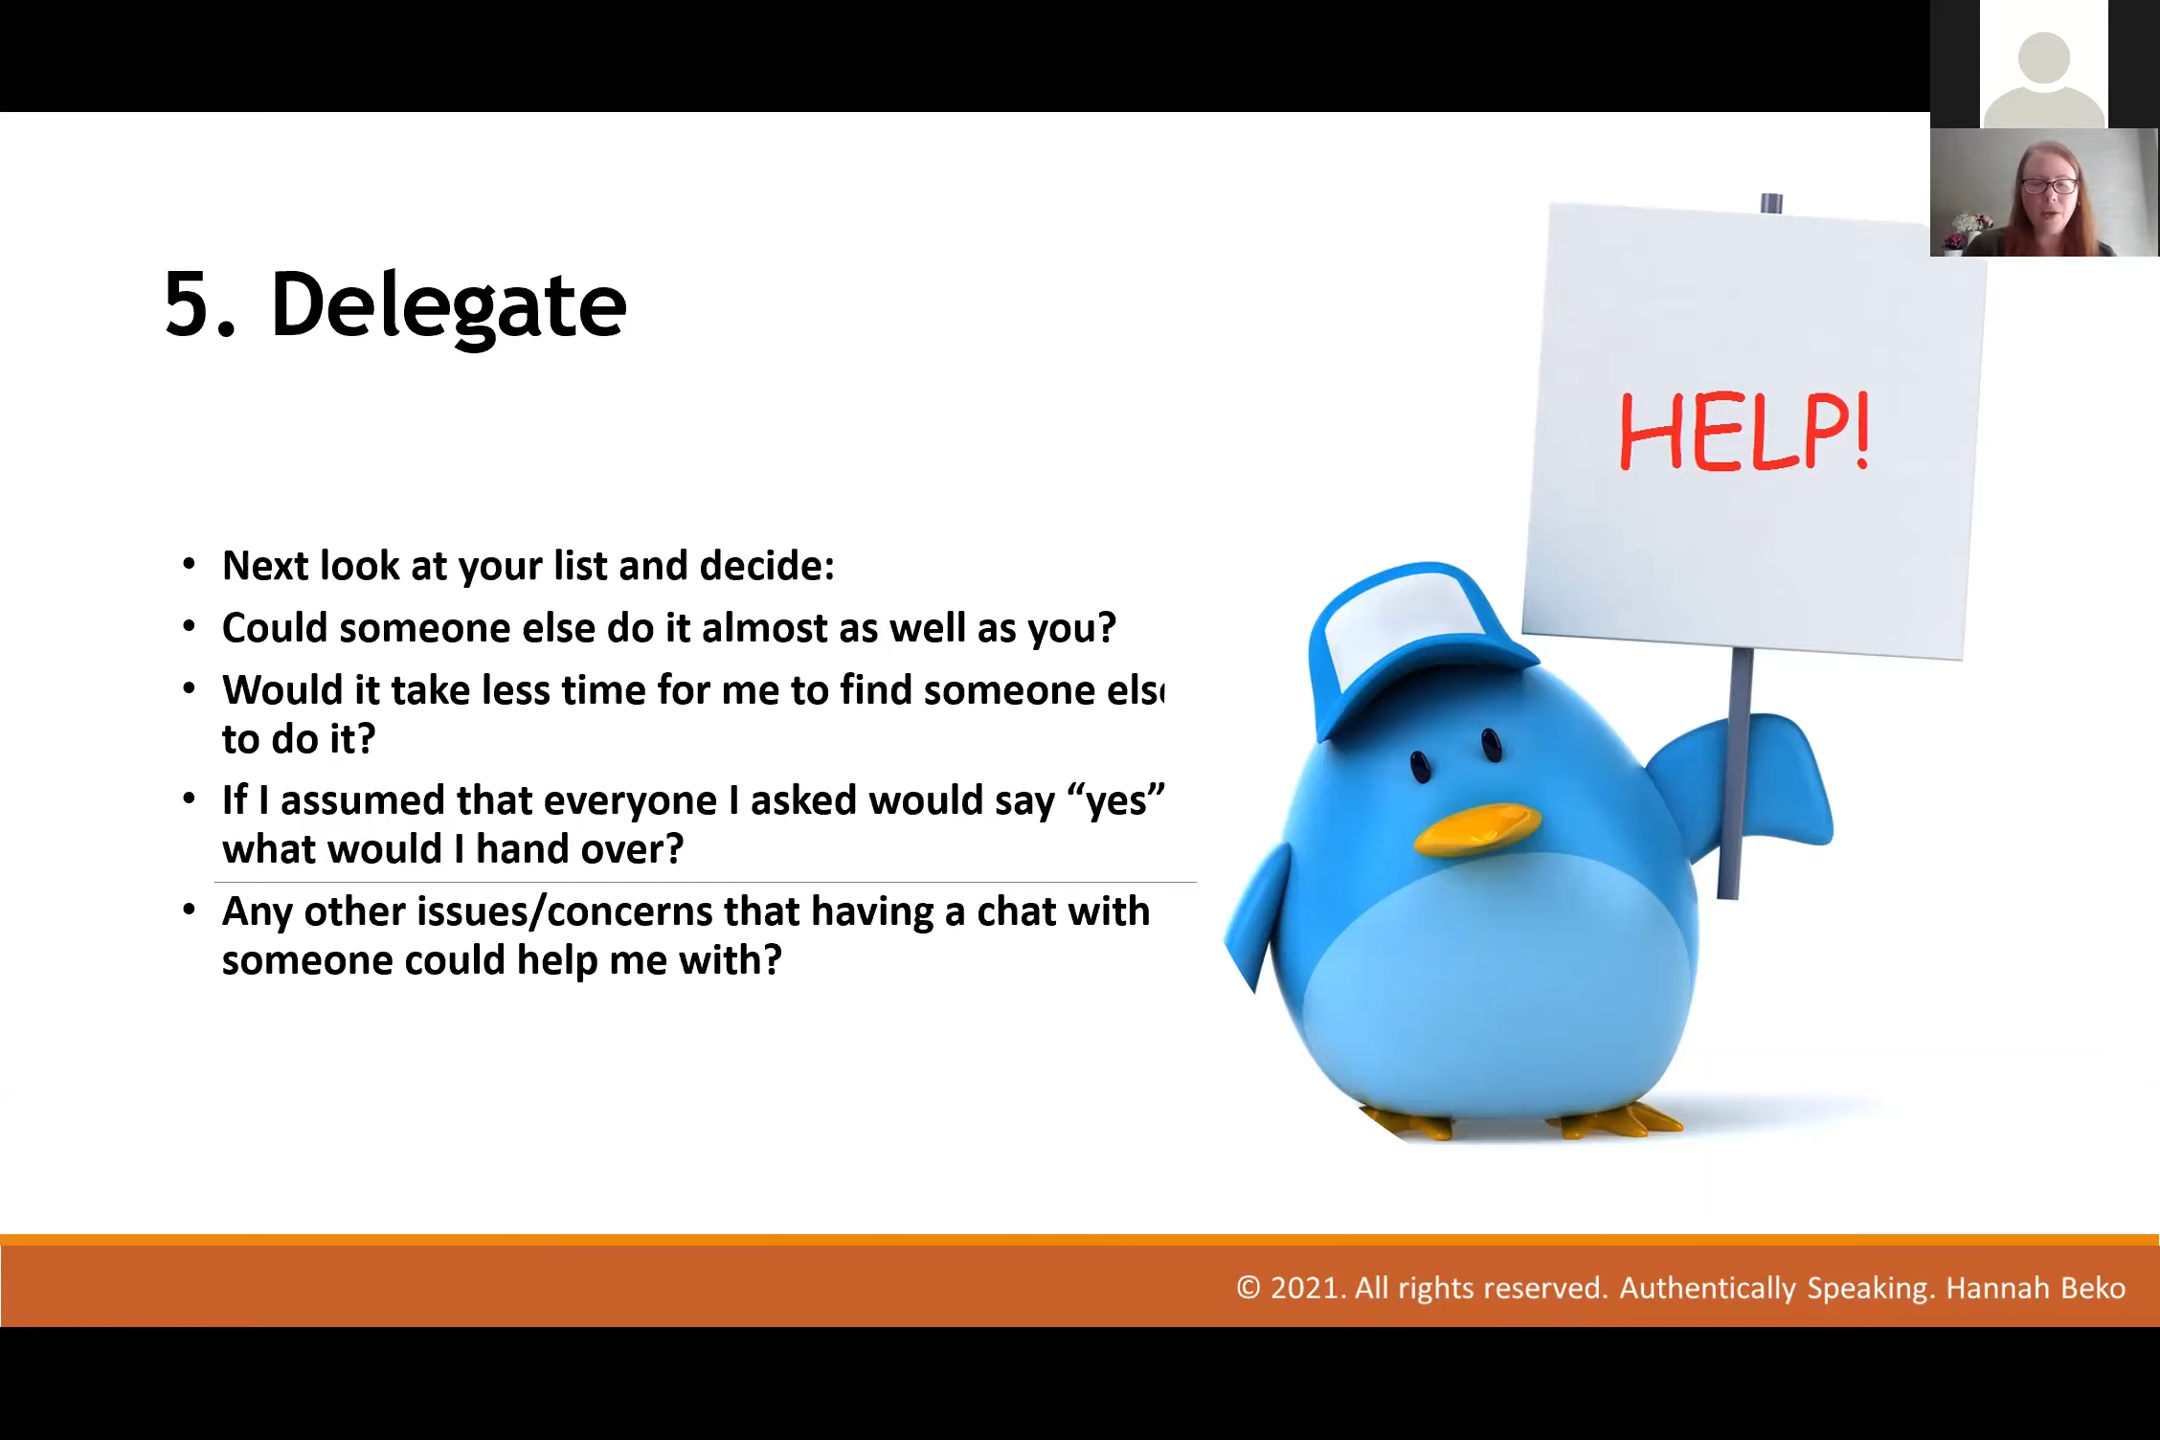 5. Delegate
HELP!
• Next look at your list and decide:
• Could someone else do it almost as well as you?
• Would it take less time for me to find someone else
to do it?
• If I assumed that everyone I asked would say “yes”
what would I hand over?
• Any other issues/concerns that having a chat with
someone could help me with?
© 2021. All rights reserved. Authentically Speaking. Hannah Beko